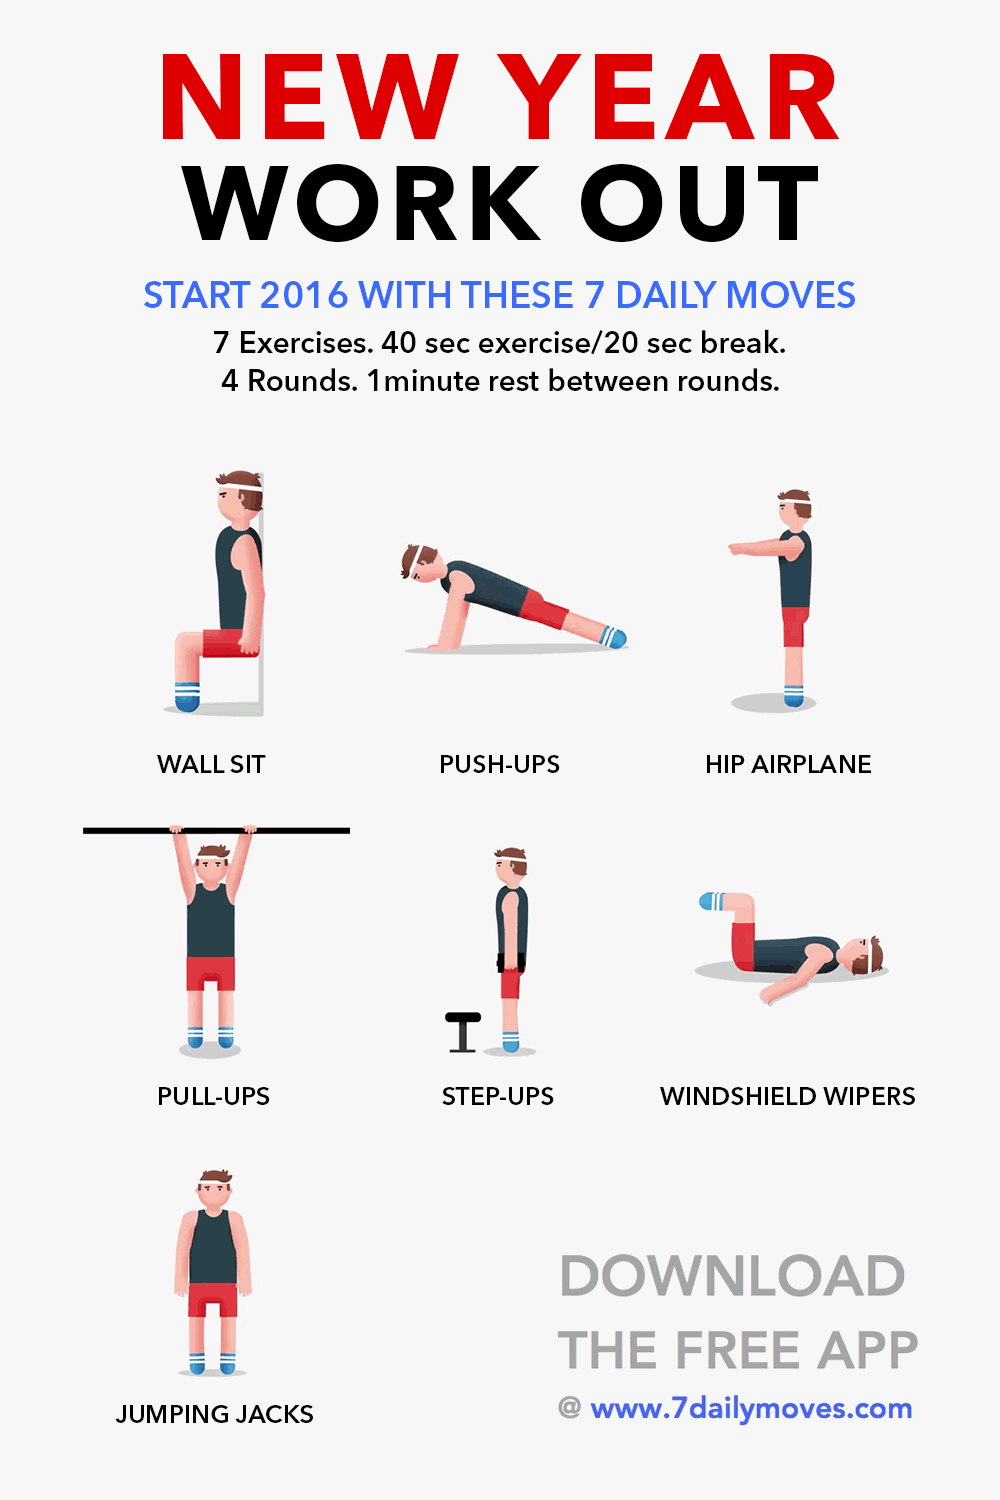 NEW YEAR
WORK OUT
START 2016 WITH THESE 7 DAILY MOVES
7 Exercises. 40 sec exercise/20 sec break.
4 Rounds. 1minute rest between rounds.
WALL SIT
PUSH-UPS
HIP AIRPLANE
PULL-UPS
STEP-UPS
WINDSHIELD WIPERS
JUMPING JACKS
DOWNLOAD
THE FREE APP
@ www.7dailymoves.com